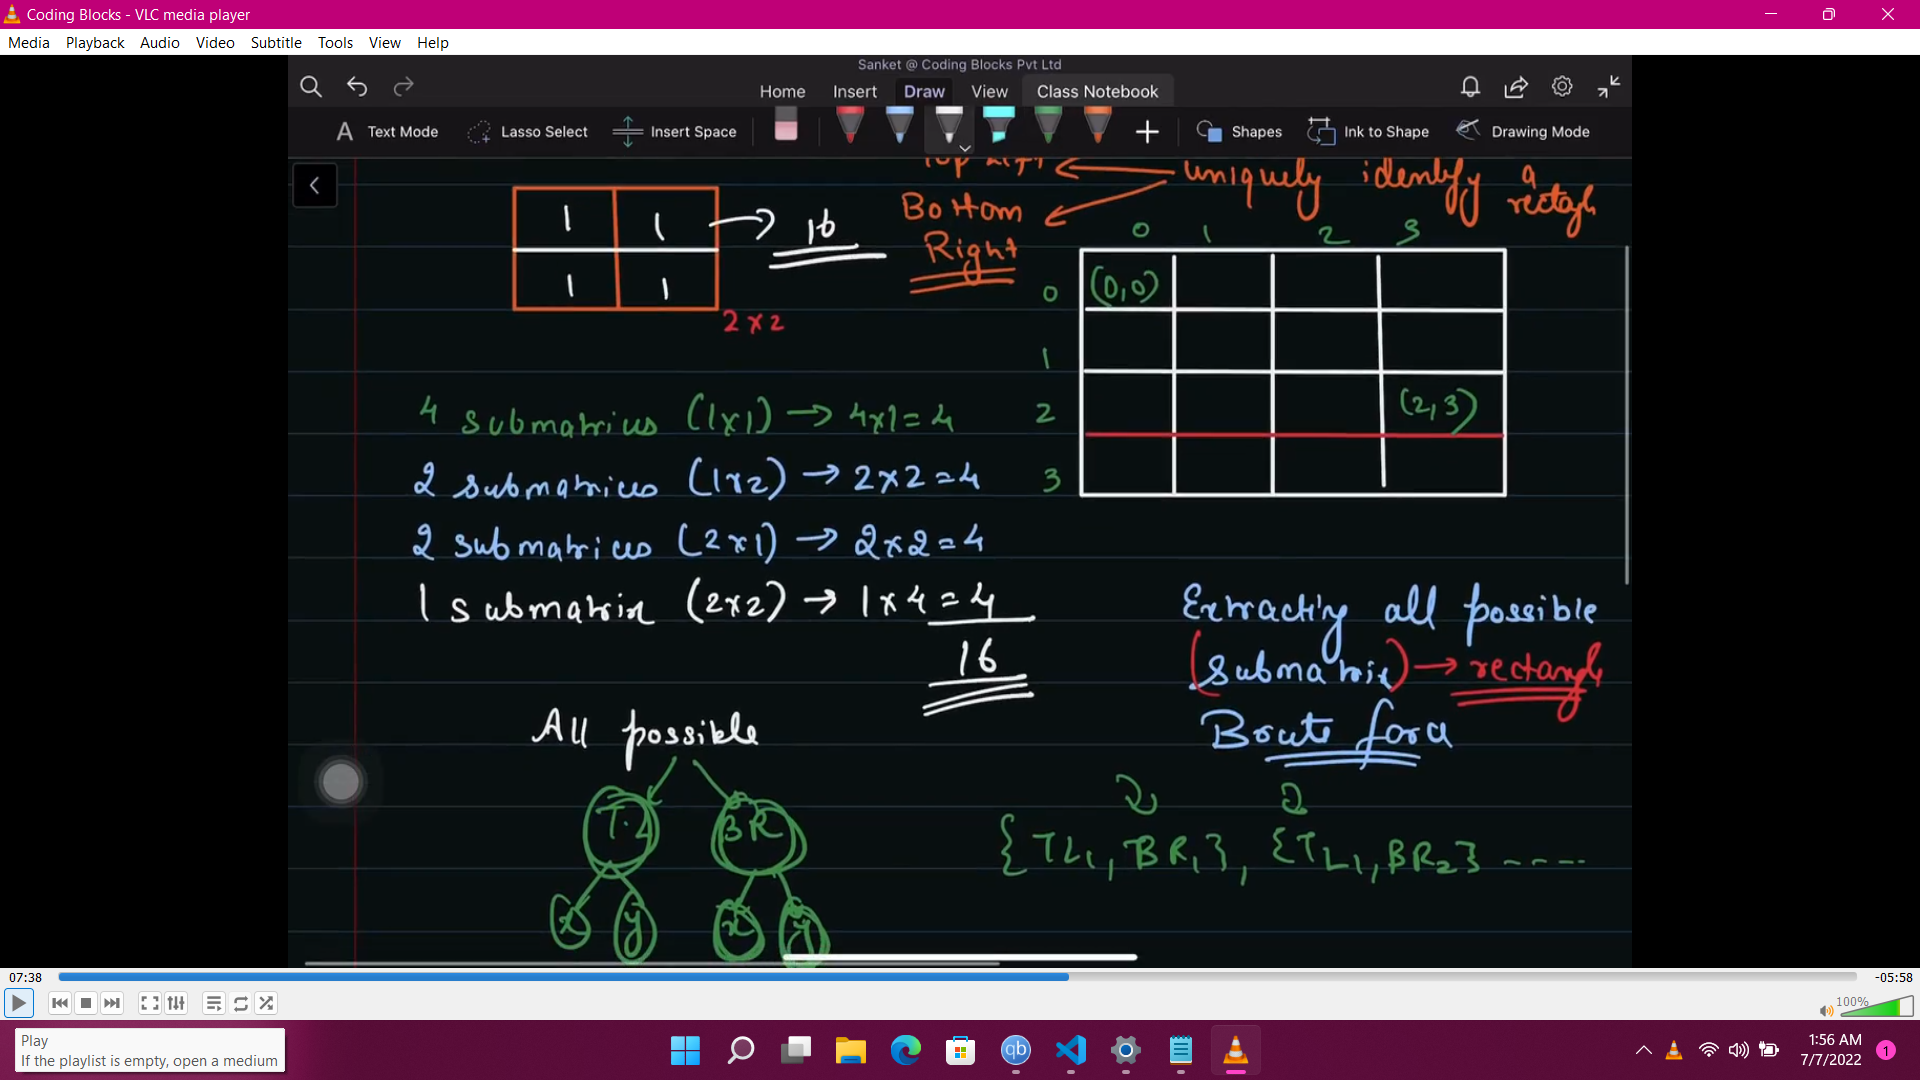 Coding Blocks - VLC media player
Media Playback Audio Video Subtitle Tools View Help
Sanket @ Coding Blocks Pvt Ltd
Home Insert Draw View Class Notebook
A Text Mode Lasso Select Insert Space Shapes Ink to Shape Drawing Mode
uniquely identify a
Bottom
Right
1 1 → 16
1 1
2x2
0 1 2 3
0 (0,0)
1
2 (2,3)
3
4 submatrices (1x1) → 4x1=4
2 submatrices (1x2) → 2x2=4
2 submatrices (2x1) → 2x2=4
1 submatrix (2x2) → 1x4=4
16
Extracting all possible
(submatrix) → rectangle
Brute force
All possible
TL BR
x y x y
{TL1, BR1}, {TL1, BR2} ----
07:38 -05:58
100%
Play
If the playlist is empty, open a medium
qb
1:56 AM
7/7/2022
1